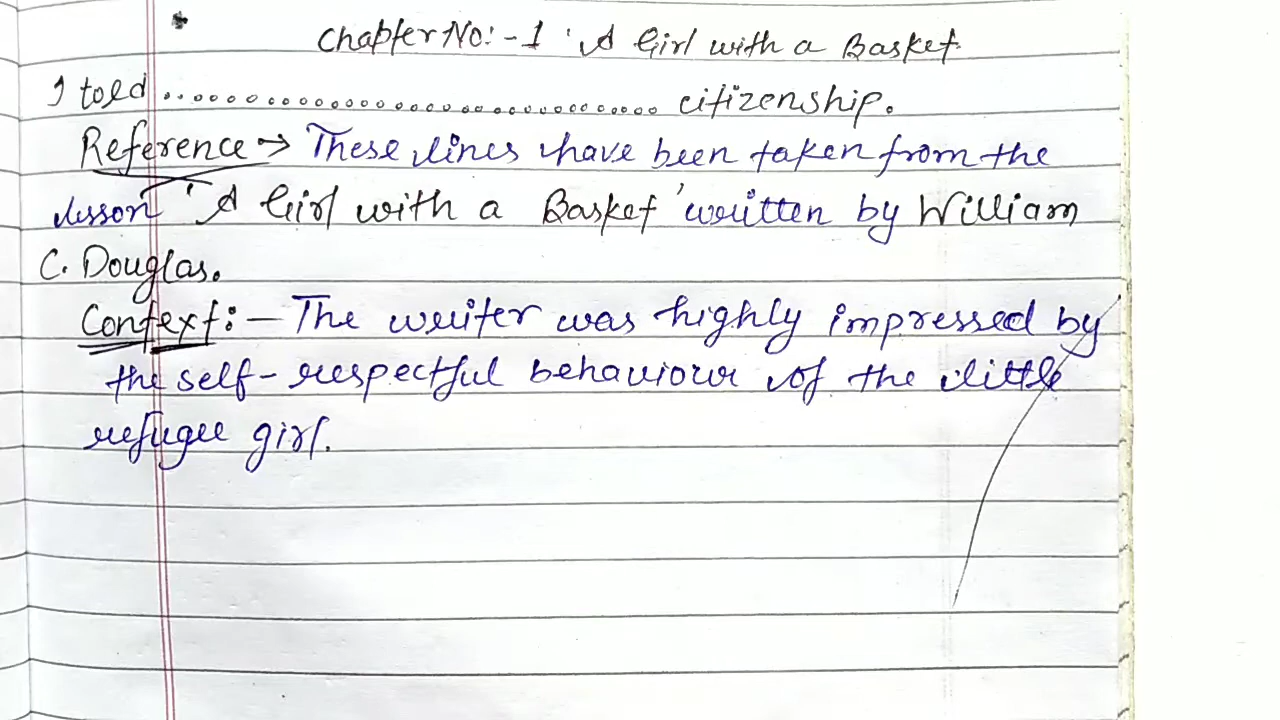 Chapter No:-1 'A Girl with a Basket
I told .................................... citizenship.
Reference → These lines have been taken from the
lesson 'A Girl with a Basket' written by William
C. Douglas.
Context:- The writer was highly impressed by
the self-respectful behaviour of the little
refugee girl.